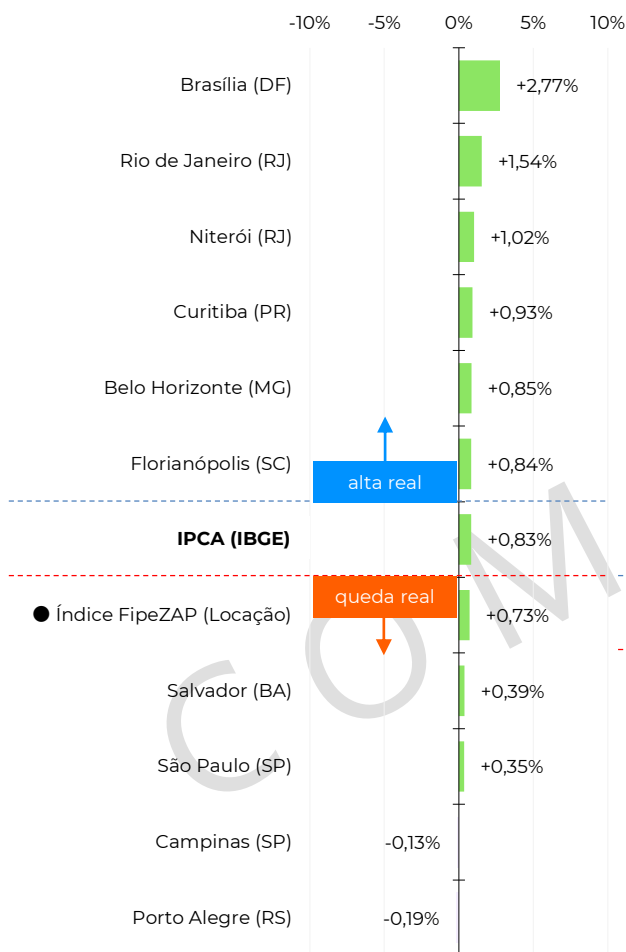 -10% -5% 0% 5% 10%
Brasília (DF) +2,77%
Rio de Janeiro (RJ) +1,54%
Niterói (RJ) +1,02%
Curitiba (PR) +0,93%
Belo Horizonte (MG) +0,85%
Florianópolis (SC) +0,84%
alta real
IPCA (IBGE) +0,83%
queda real
Índice FipeZAP (Locação) +0,73%
Salvador (BA) +0,39%
São Paulo (SP) +0,35%
Campinas (SP) -0,13%
Porto Alegre (RS) -0,19%
COM